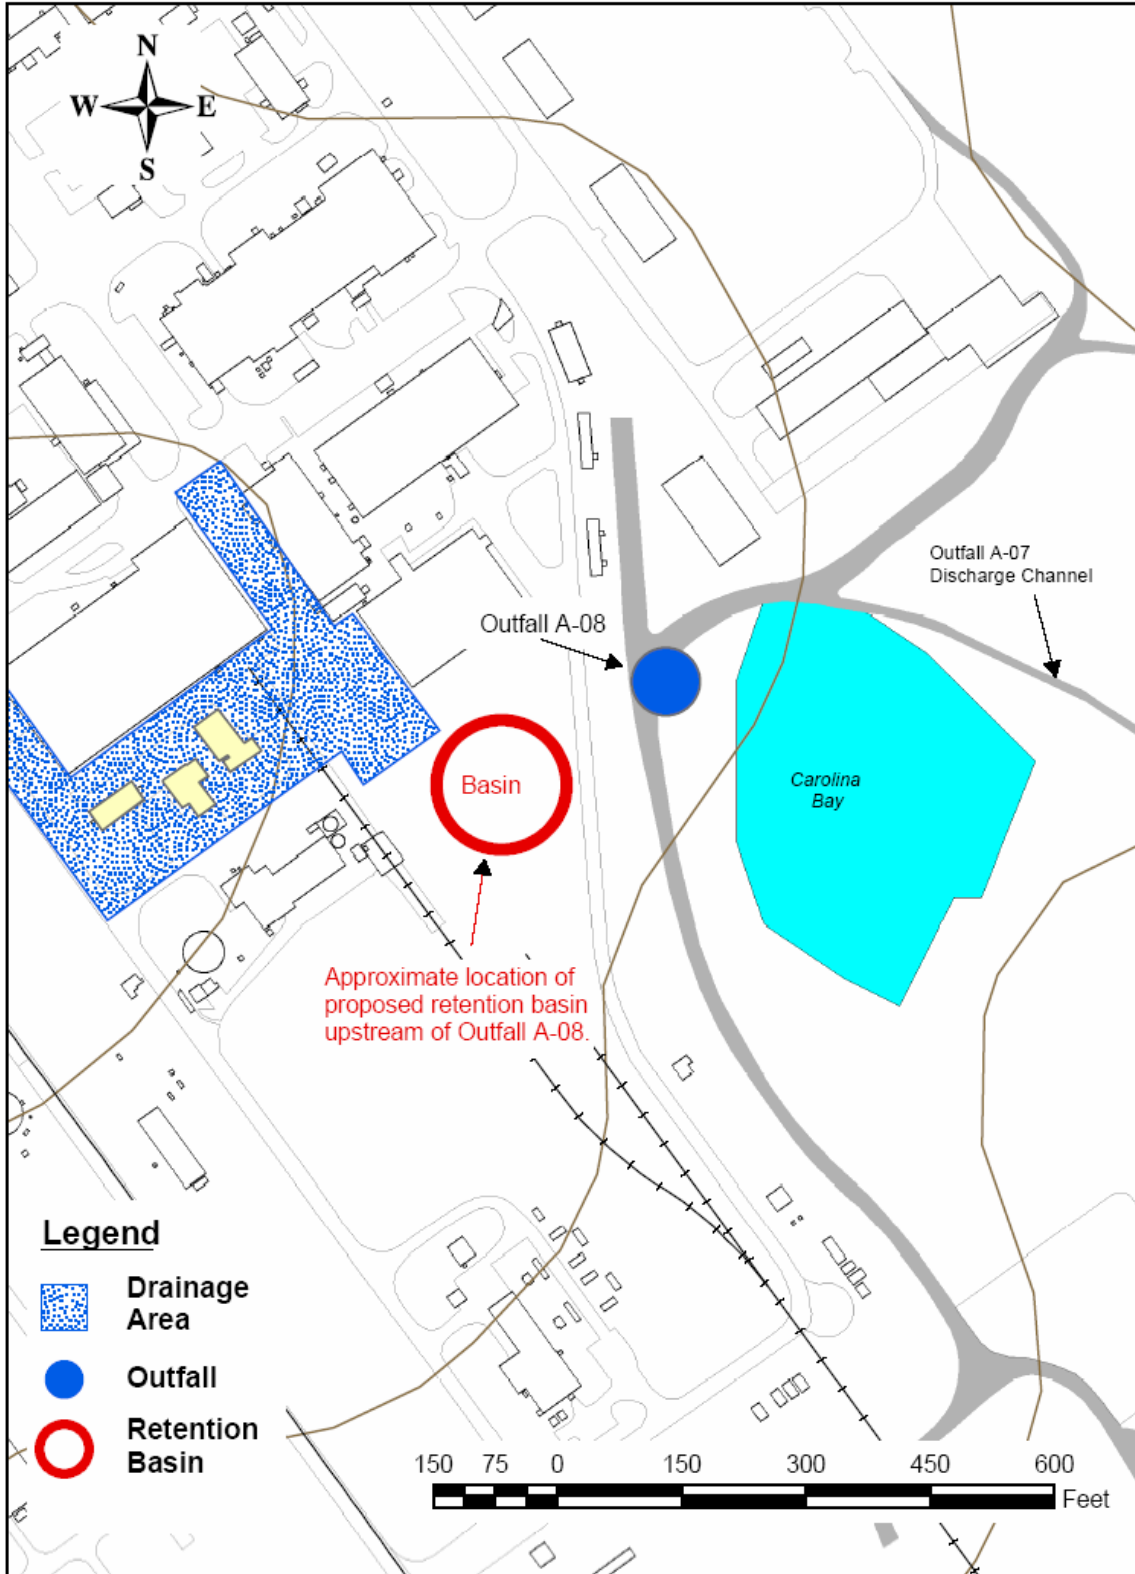 N
W E
S
Outfall A-07
Discharge Channel
Outfall A-08
Carolina
Bay
Basin
Approximate location of
proposed retention basin
upstream of Outfall A-08.
Legend
Drainage
Area
Outfall
Retention
Basin
150 75 0 150 300 450 600
Feet